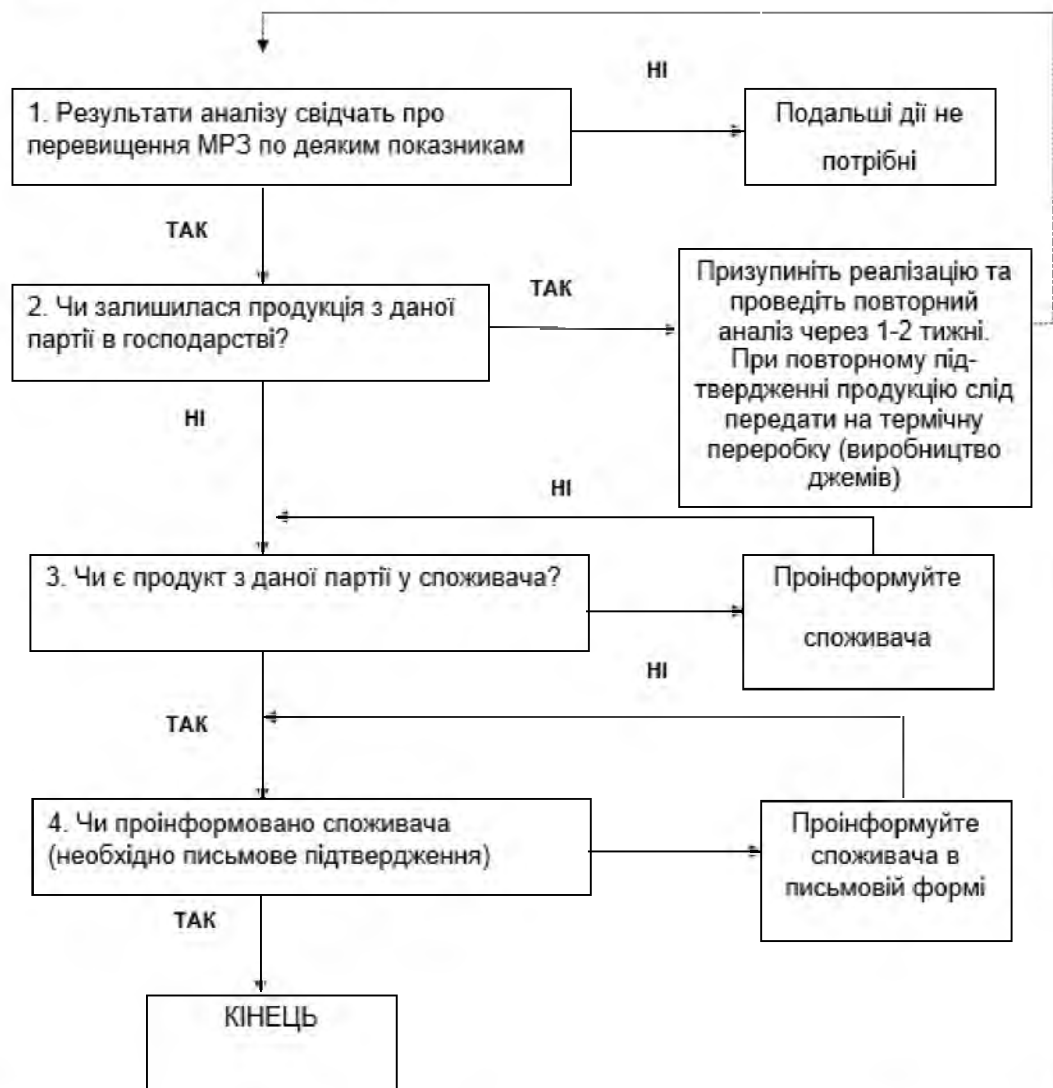 НІ
1. Результати аналізу свідчать про
перевищення МРЗ по деяким показникам
Подальші дії не
потрібні
ТАК
2. Чи залишилася продукція з даної
партії в господарстві?
ТАК
Призупиніть реалізацію та
проведіть повторний
аналіз через 1-2 тижні.
При повторному під-
твердженні продукцію слід
передати на термічну
переробку (виробництво
джемів)
НІ
НІ
3. Чи є продукт з даної партії у споживача?
Проінформуйте
споживача
НІ
ТАК
4. Чи проінформовано споживача
(необхідно письмове підтвердження)
Проінформуйте
споживача в
письмовій формі
ТАК
КІНЕЦЬ